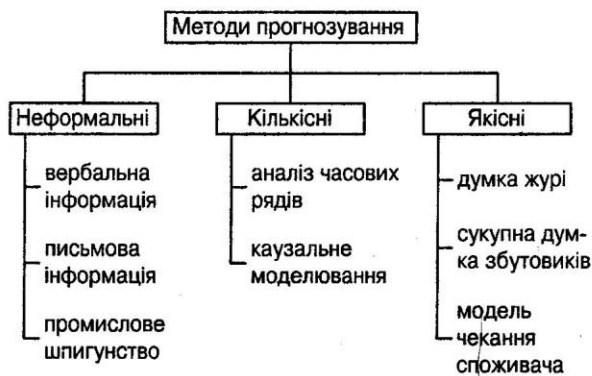 Методи прогнозування
Неформальні
вербальна
інформація
письмова
інформація
промислове
шпигунство
Кількісні
аналіз часових
рядів
каузальне
моделювання
Якісні
думка журі
сукупна дум-
ка збутовиків
модель
чекання
споживача